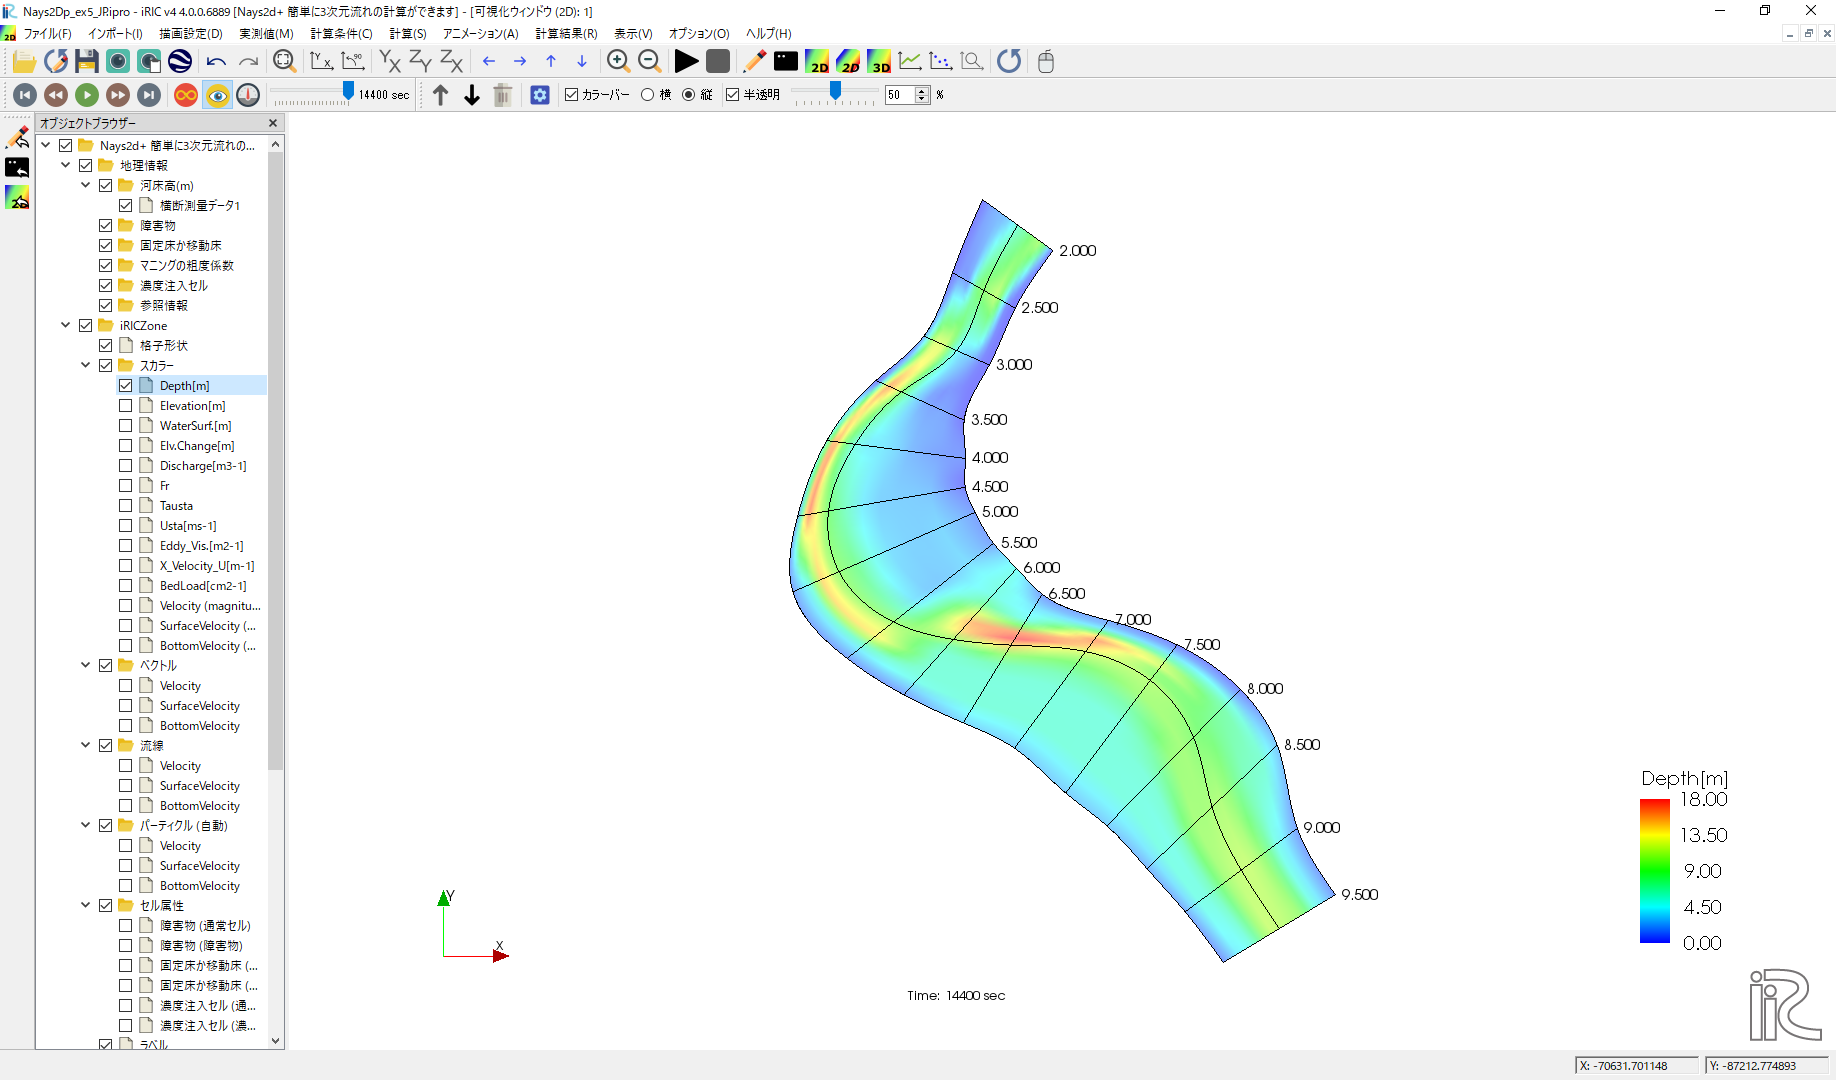 Nays2Dp_ex5_JP.ipro - iRIC v4 4.0.0.6889 [Nays2d+ 簡単に3次元流れの計算ができます] - [可視化ウィンドウ (2D): 1]
ファイル(F) インポート(I) 描画設定(D) 実測値(M) 計算条件(C) 計算(S) アニメーション(A) 計算結果(R) 表示(V) オプション(O) ヘルプ(H)
14400 sec カラーバー 横 縦 半透明 50 %
オブジェクトブラウザー
Nays2d+ 簡単に3次元流れの...
地理情報
河床高(m)
横断測量データ1
障害物
固定床か移動床
マニングの粗度係数
濃度注入セル
参照情報
iRICZone
格子形状
スカラー
Depth[m]
Elevation[m]
WaterSurf.[m]
Elv.Change[m]
Discharge[m3-1]
Fr
Tausta
Usta[ms-1]
Eddy_Vis.[m2-1]
X_Velocity_U[m-1]
BedLoad[cm2-1]
Velocity (magnitu...
SurfaceVelocity (...
BottomVelocity (...
ベクトル
Velocity
SurfaceVelocity
BottomVelocity
流線
Velocity
SurfaceVelocity
BottomVelocity
パーティクル (自動)
Velocity
SurfaceVelocity
BottomVelocity
セル属性
障害物 (通常セル)
障害物 (障害物)
固定床か移動床 (...
固定床か移動床 (...
濃度注入セル (通...
濃度注入セル (濃...
ラベル
2.000
2.500
3.000
3.500
4.000
4.500
5.000
5.500
6.000
6.500
7.000
7.500
8.000
8.500
9.000
9.500
Depth[m]
18.00
13.50
9.00
4.50
0.00
Y
X
Time: 14400 sec
iRIC
X: -70631.701148
Y: -87212.774893